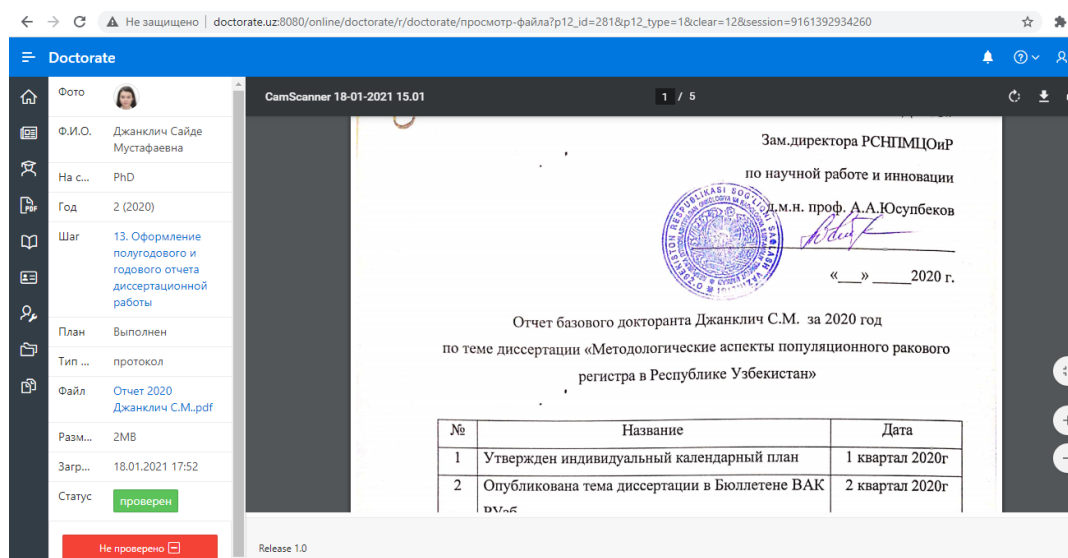 Не защищено
doctorate.uz:8080/online/doctorate/r/doctorate/просмотр-файла?p12_id=281&p12_type=1&clear=12&session=9161392934260
Doctorate
Фото
Ф.И.О. Джанклич Сайде
Мустафаевна
На с... PhD
Год 2 (2020)
Шаг 13. Оформление
полугодового и
годового отчета
диссертационной
работы
План Выполнен
Тип ... протокол
Файл Отчет 2020
Джанклич С.М..pdf
Разм... 2MB
Загр... 18.01.2021 17:52
Статус проверен
Не проверено
CamScanner 18-01-2021 15.01
1 / 5
Зам.директора РСНПМЦОиР
по научной работе и инновации
д.м.н. проф. А.А.Юсупбеков
«___» _____2020 г.
Отчет базового докторанта Джанклич С.М. за 2020 год
по теме диссертации «Методологические аспекты популяционного ракового
регистра в Республике Узбекистан»
№ Название Дата
1 Утвержден индивидуальный календарный план 1 квартал 2020г
2 Опубликована тема диссертации в Бюллетене ВАК 2 квартал 2020г
РУзб
Release 1.0